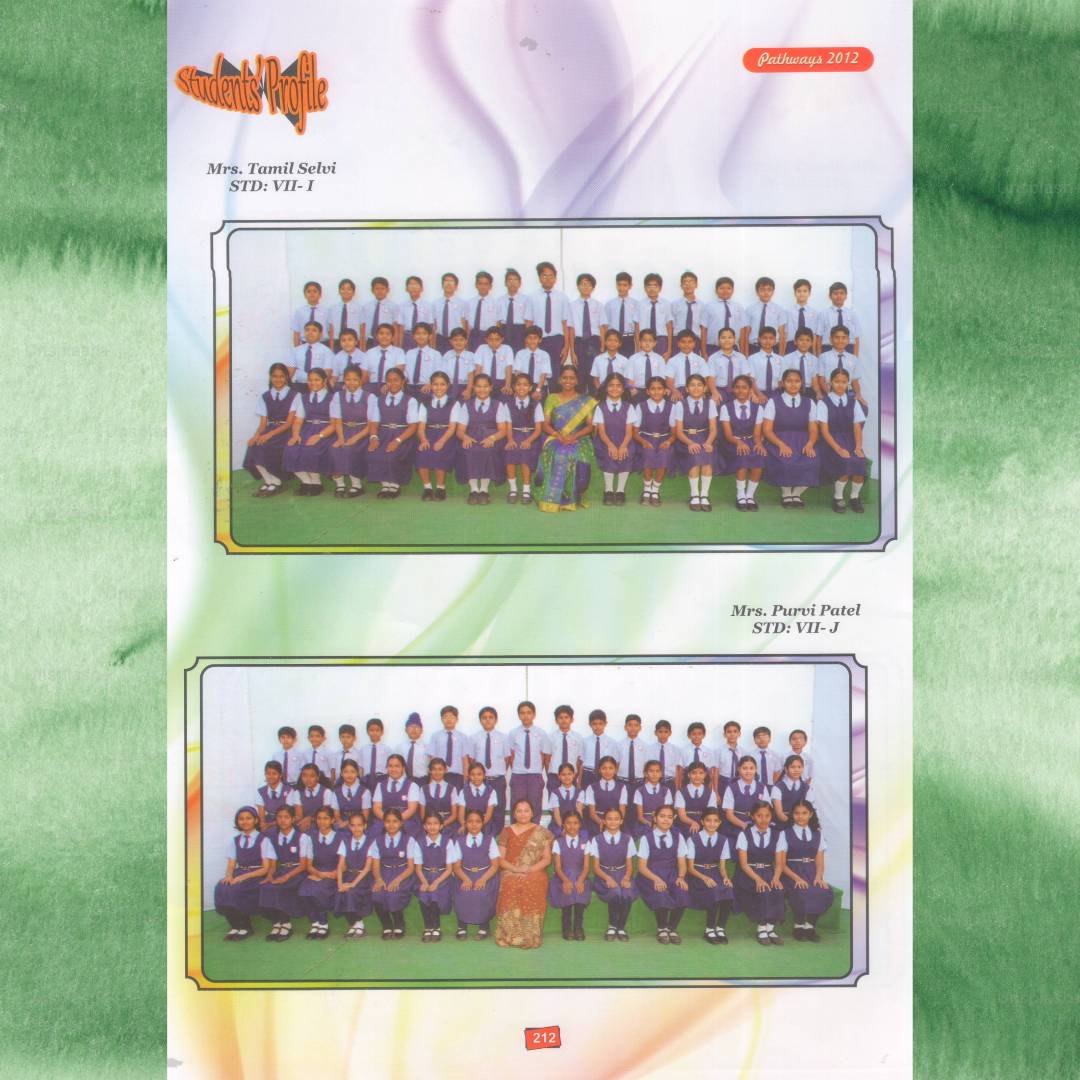 Students' Profile
Pathways 2012
Mrs. Tamil Selvi
STD: VII- I
Mrs. Purvi Patel
STD: VII- J
212